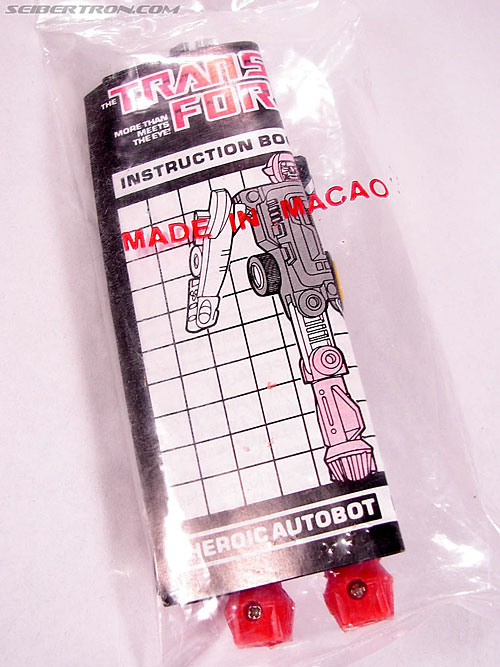 SEIBERTRON.COM
THE TRANS
FOR
MORE THAN
MEETS
THE EYE!
INSTRUCTION BOO
MADE IN MACAO
HEROIC AUTOBOT